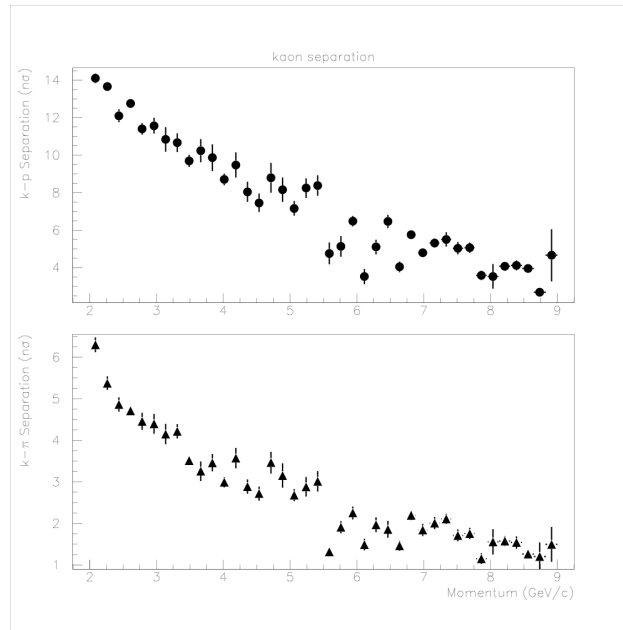 kaon separation
k-p Separation (nσ)
14
12
10
8
6
4
2 3 4 5 6 7 8 9
k-π Separation (nσ)
6
5
4
3
2
1
2 3 4 5 6 7 8 9
Momentum (GeV/c)